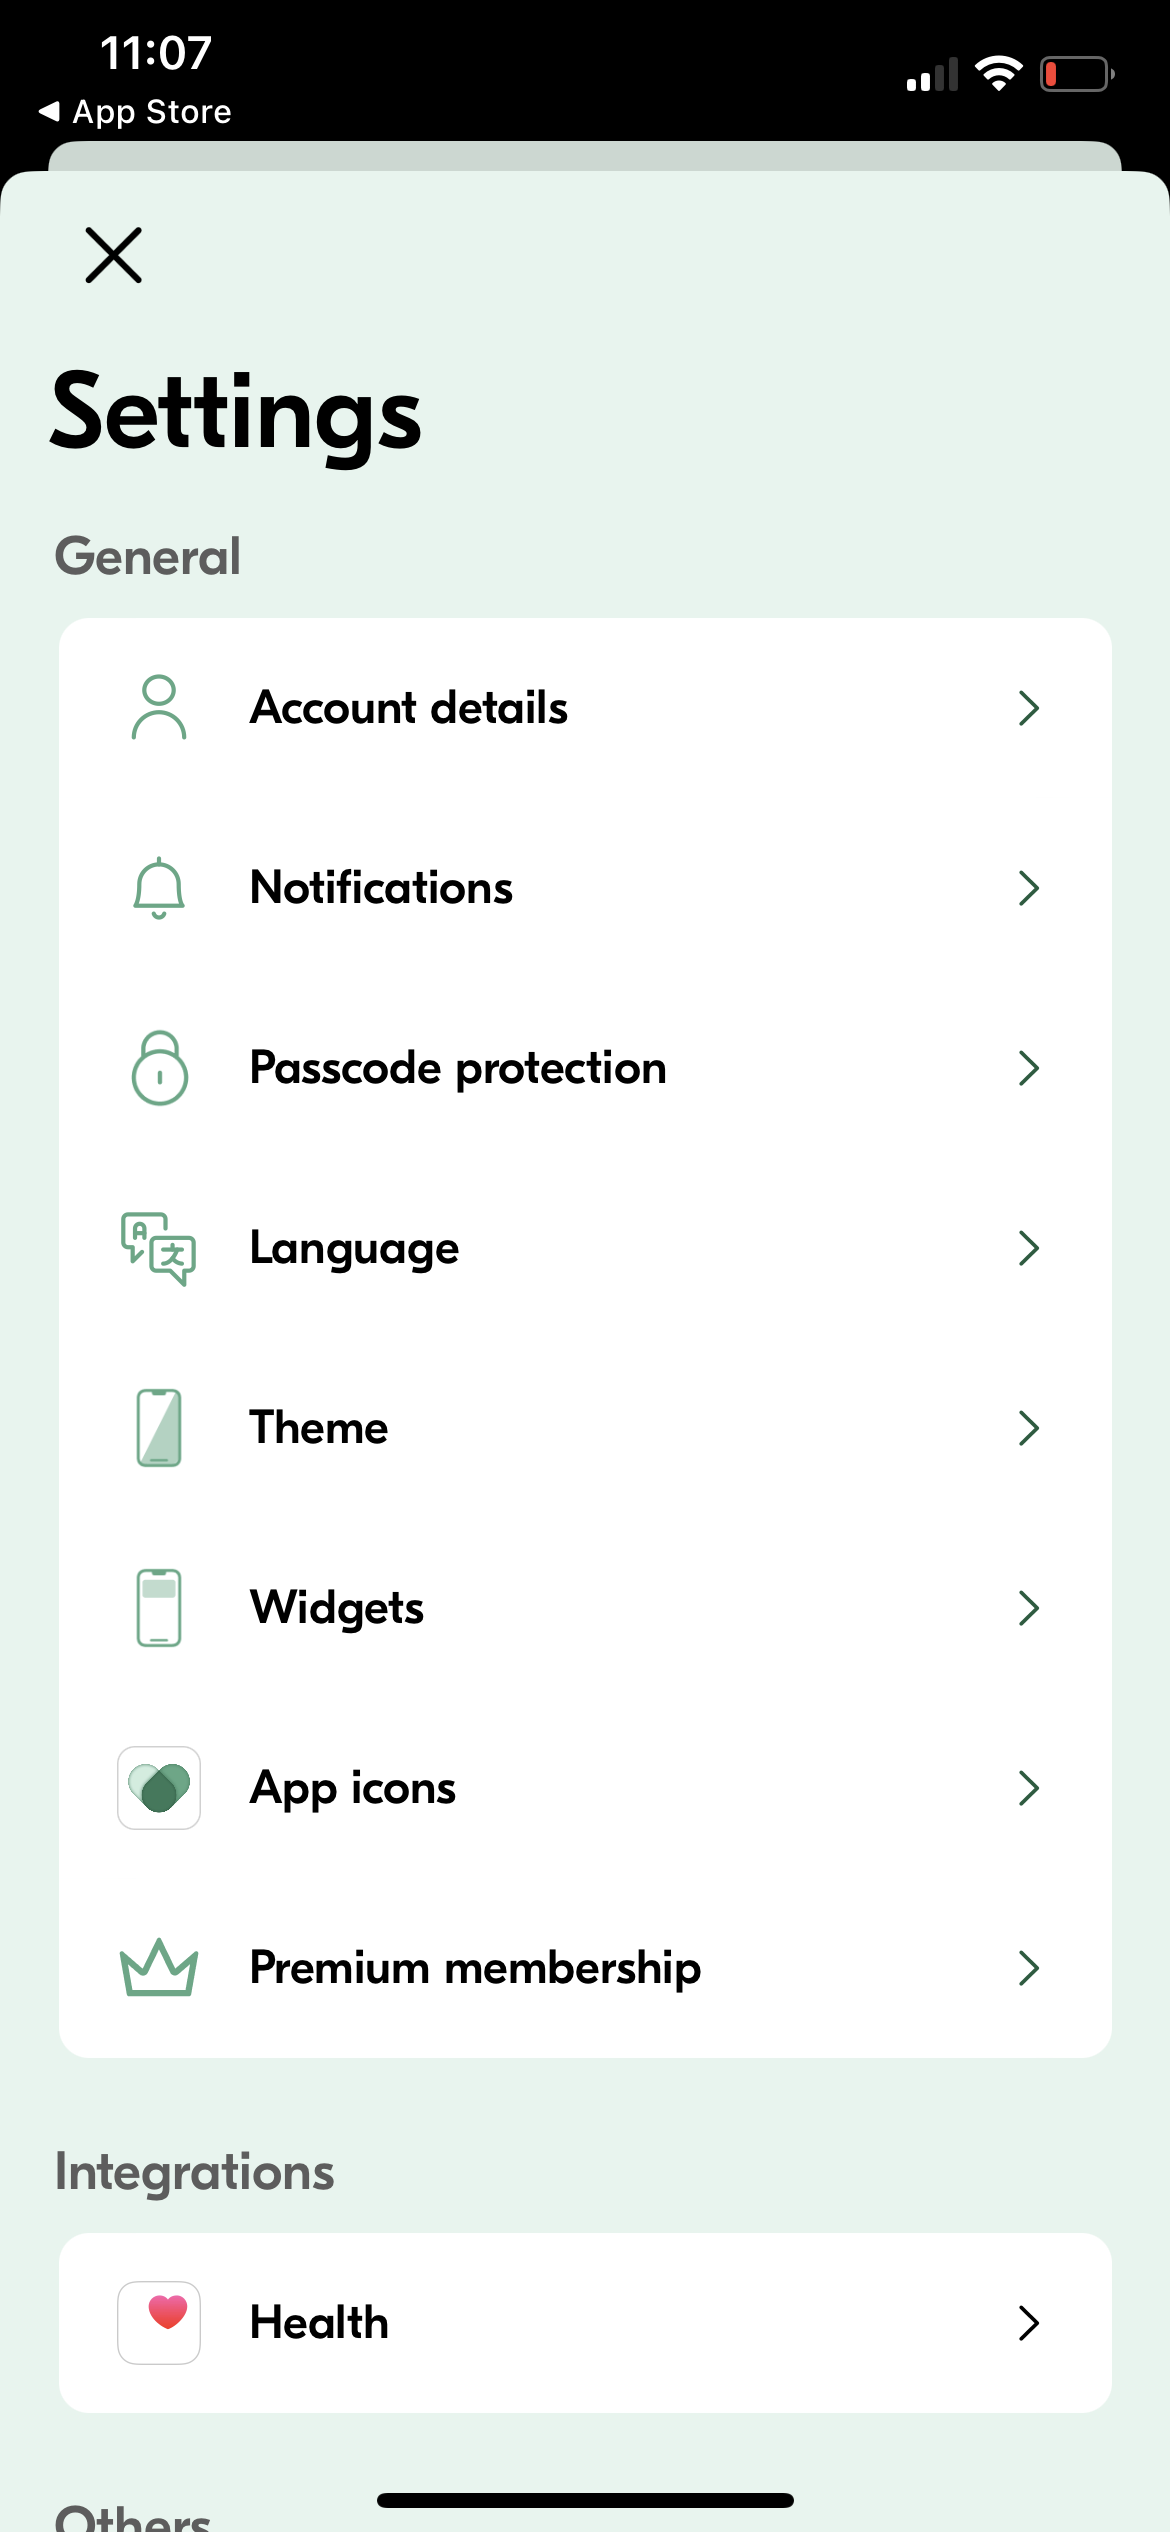 11:07
App Store
Settings
General
Account details
Notifications
Passcode protection
Language
Theme
Widgets
App icons
Premium membership
Integrations
Health
Others